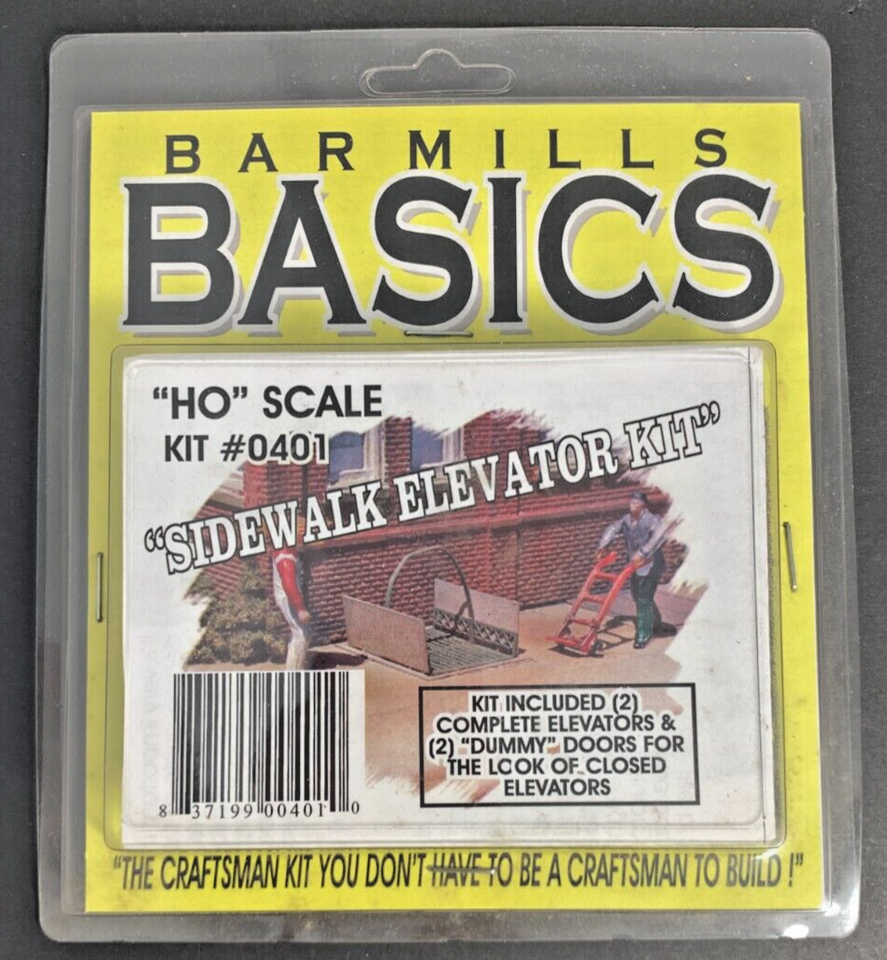 BAR MILLS
BASICS
"HO" SCALE
KIT #0401
"SIDEWALK ELEVATOR KIT"
KIT INCLUDED (2)
COMPLETE ELEVATORS &
(2) "DUMMY" DOORS FOR
THE LOOK OF CLOSED
ELEVATORS
8 37199 00401 0
"THE CRAFTSMAN KIT YOU DON'T HAVE TO BE A CRAFTSMAN TO BUILD !"